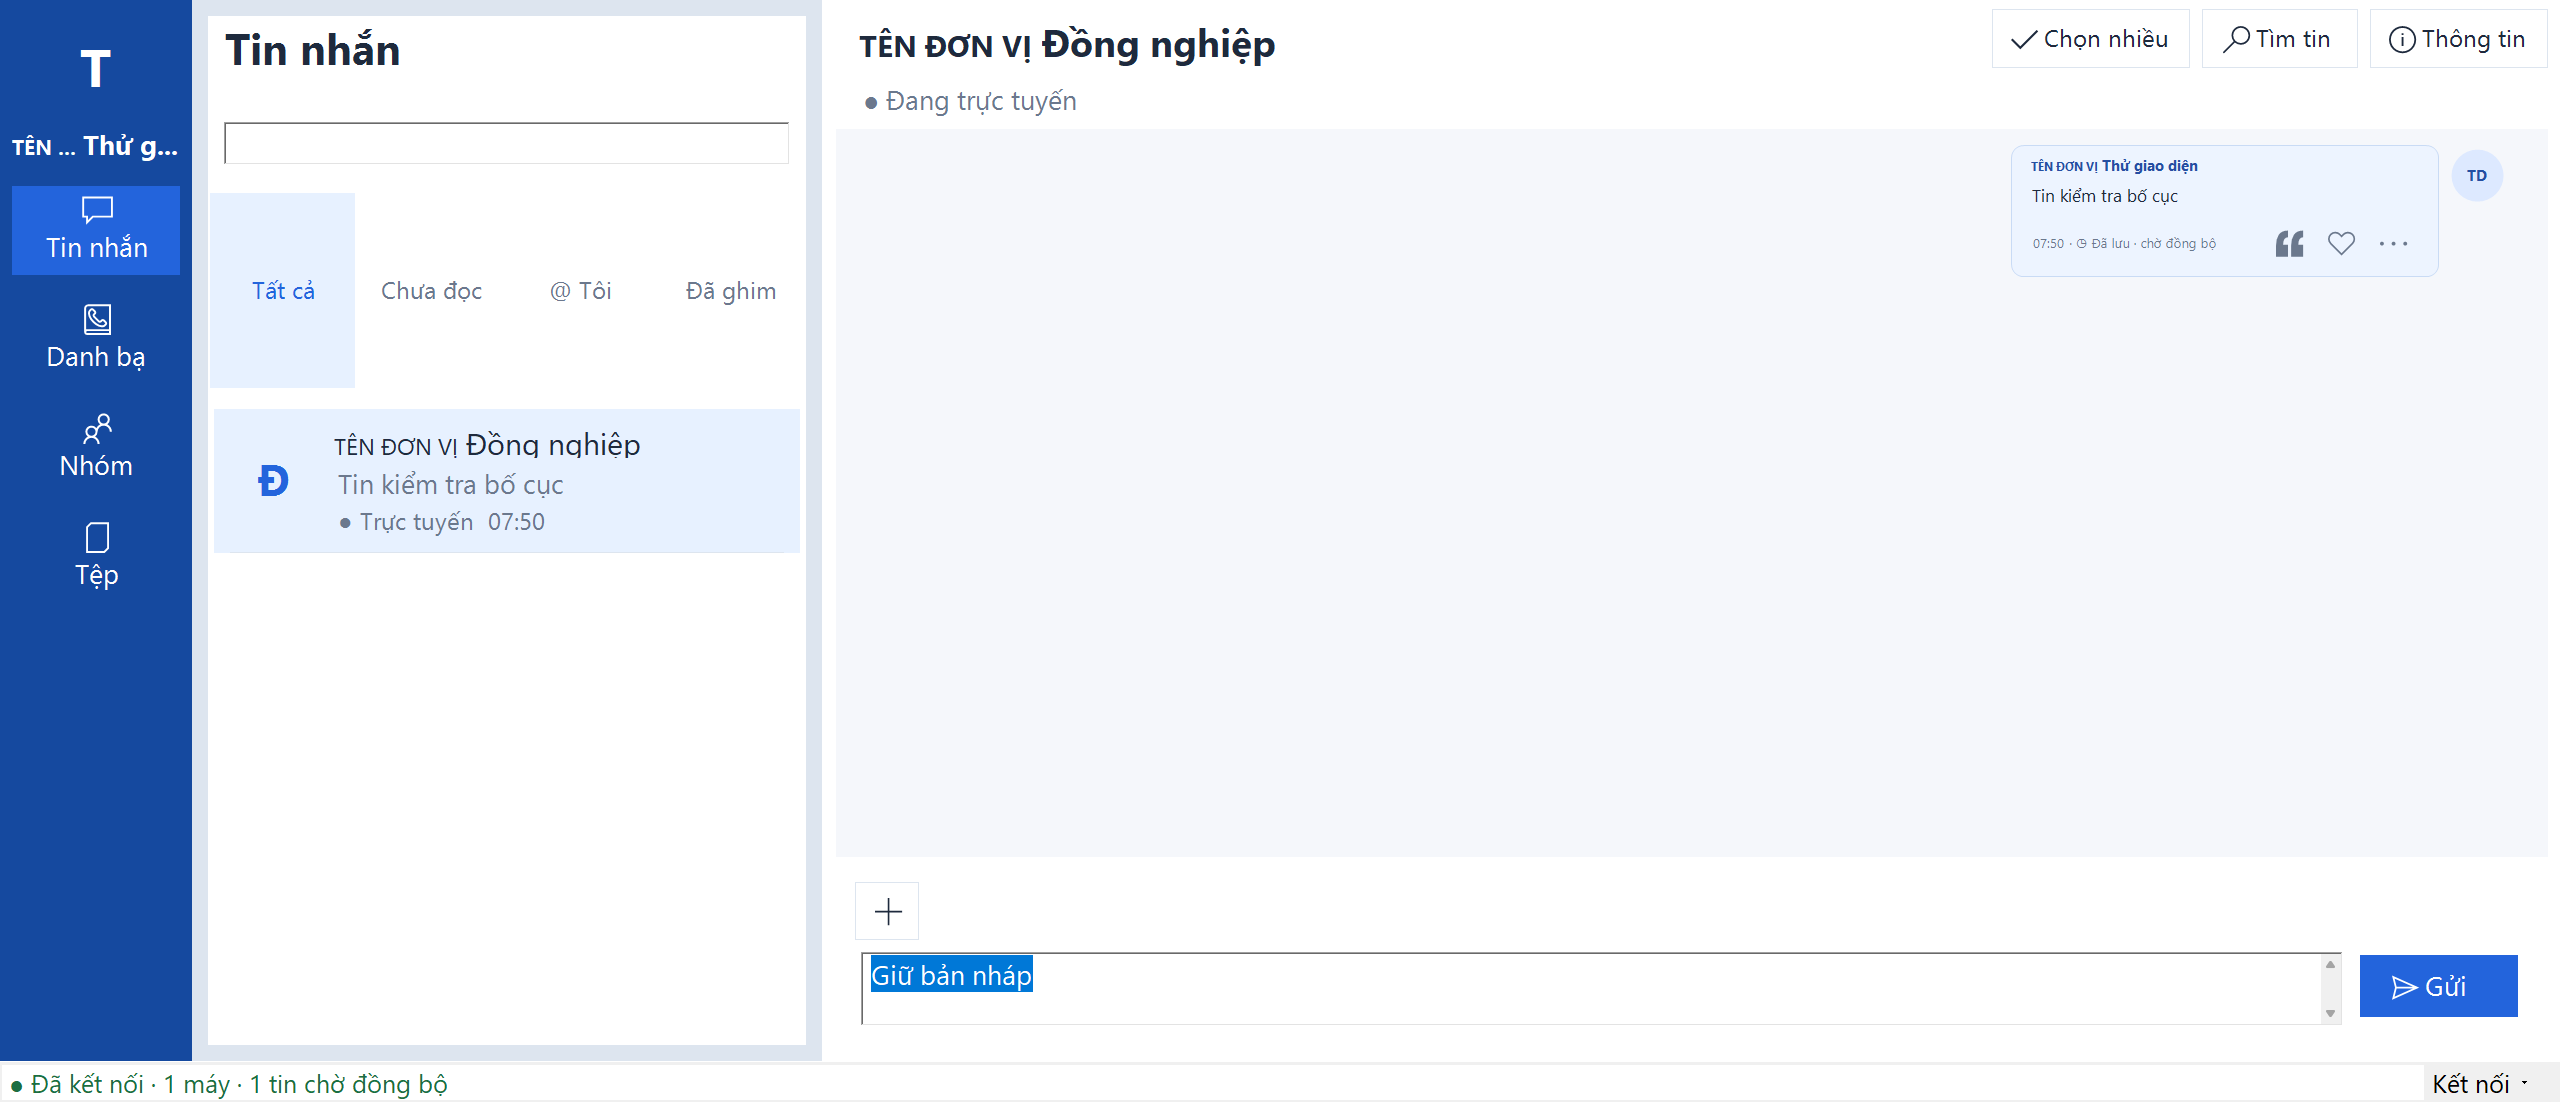 T
TÊN ... Thử g...
Tin nhắn
Danh bạ
Nhóm
Tệp
Tin nhắn
Tất cả
Chưa đọc
@ Tôi
Đã ghim
Đ
TÊN ĐƠN VỊ Đồng nghiệp
Tin kiểm tra bố cục
● Trực tuyến 07:50
TÊN ĐƠN VỊ Đồng nghiệp
● Đang trực tuyến
Chọn nhiều
Tìm tin
Thông tin
TÊN ĐƠN VỊ Thử giao diện
Tin kiểm tra bố cục
07:50 · ◷ Đã lưu · chờ đồng bộ
TD
Giữ bản nháp
Gửi
● Đã kết nối · 1 máy · 1 tin chờ đồng bộ
Kết nối